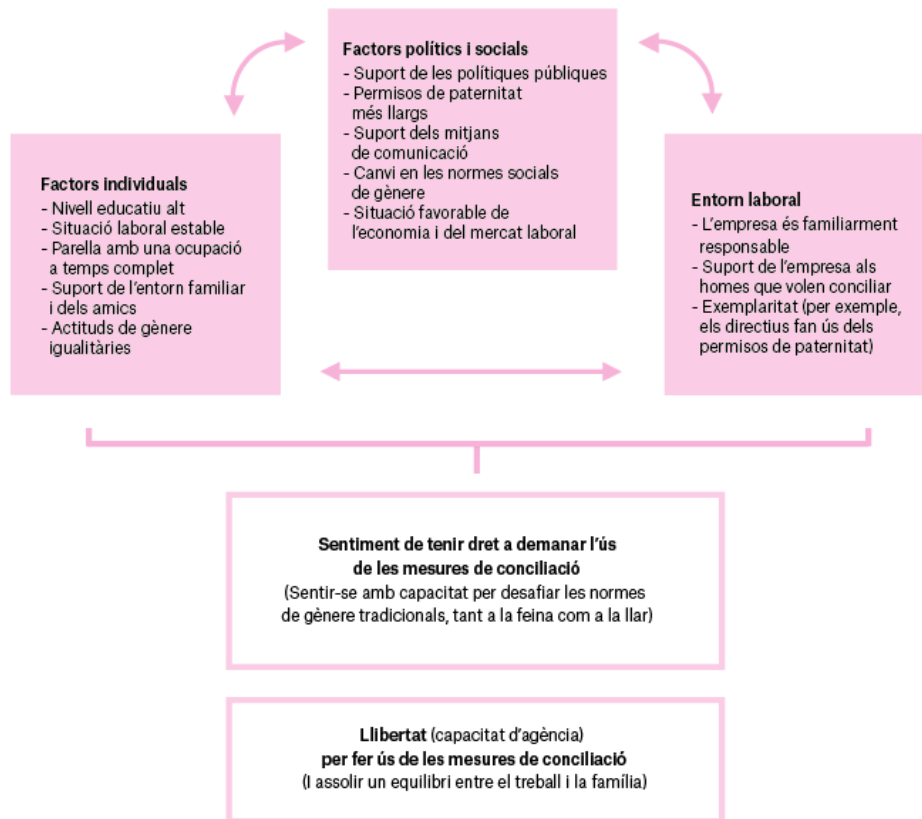 Factors polítics i socials
- Suport de les polítiques públiques
- Permisos de paternitat
més llargs
- Suport dels mitjans
de comunicació
- Canvi en les normes socials
de gènere
- Situació favorable de
l'economia i del mercat laboral
Factors individuals
- Nivell educatiu alt
- Situació laboral estable
- Parella amb una ocupació
a temps complet
- Suport de l'entorn familiar
i dels amics
- Actituds de gènere
igualitàries
Entorn laboral
- L'empresa és familiarment
responsable
- Suport de l'empresa als
homes que volen conciliar
- Exemplaritat (per exemple,
els directius fan ús dels
permisos de paternitat)
Sentiment de tenir dret a demanar l'ús
de les mesures de conciliació
(Sentir-se amb capacitat per desafiar les normes
de gènere tradicionals, tant a la feina com a la llar)
Llibertat (capacitat d'agència)
per fer ús de les mesures de conciliació
(I assolir un equilibri entre el treball i la família)